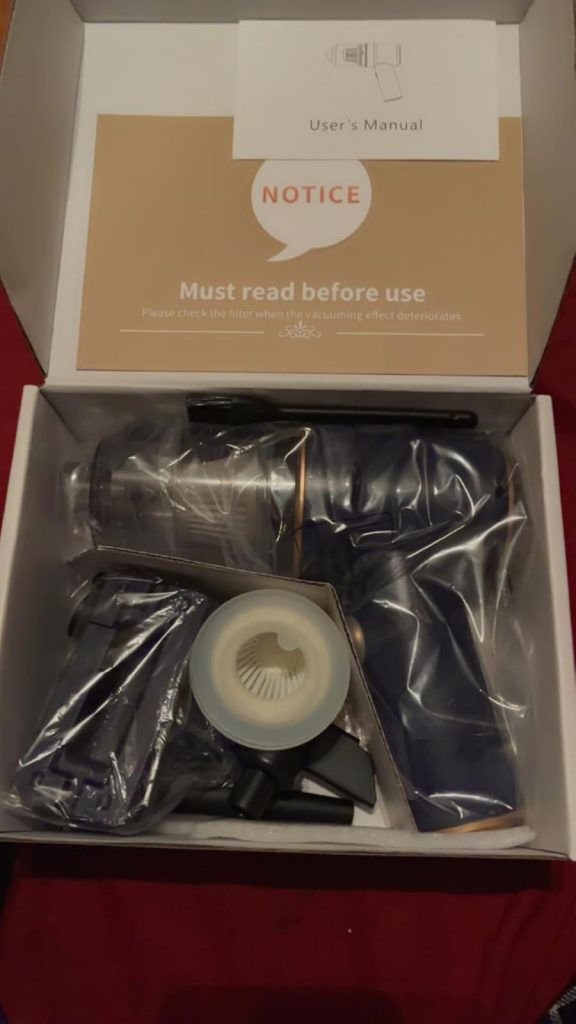 User's Manual
NOTICE
Must read before use
Please check the filter when the vacuuming effect deteriorates.